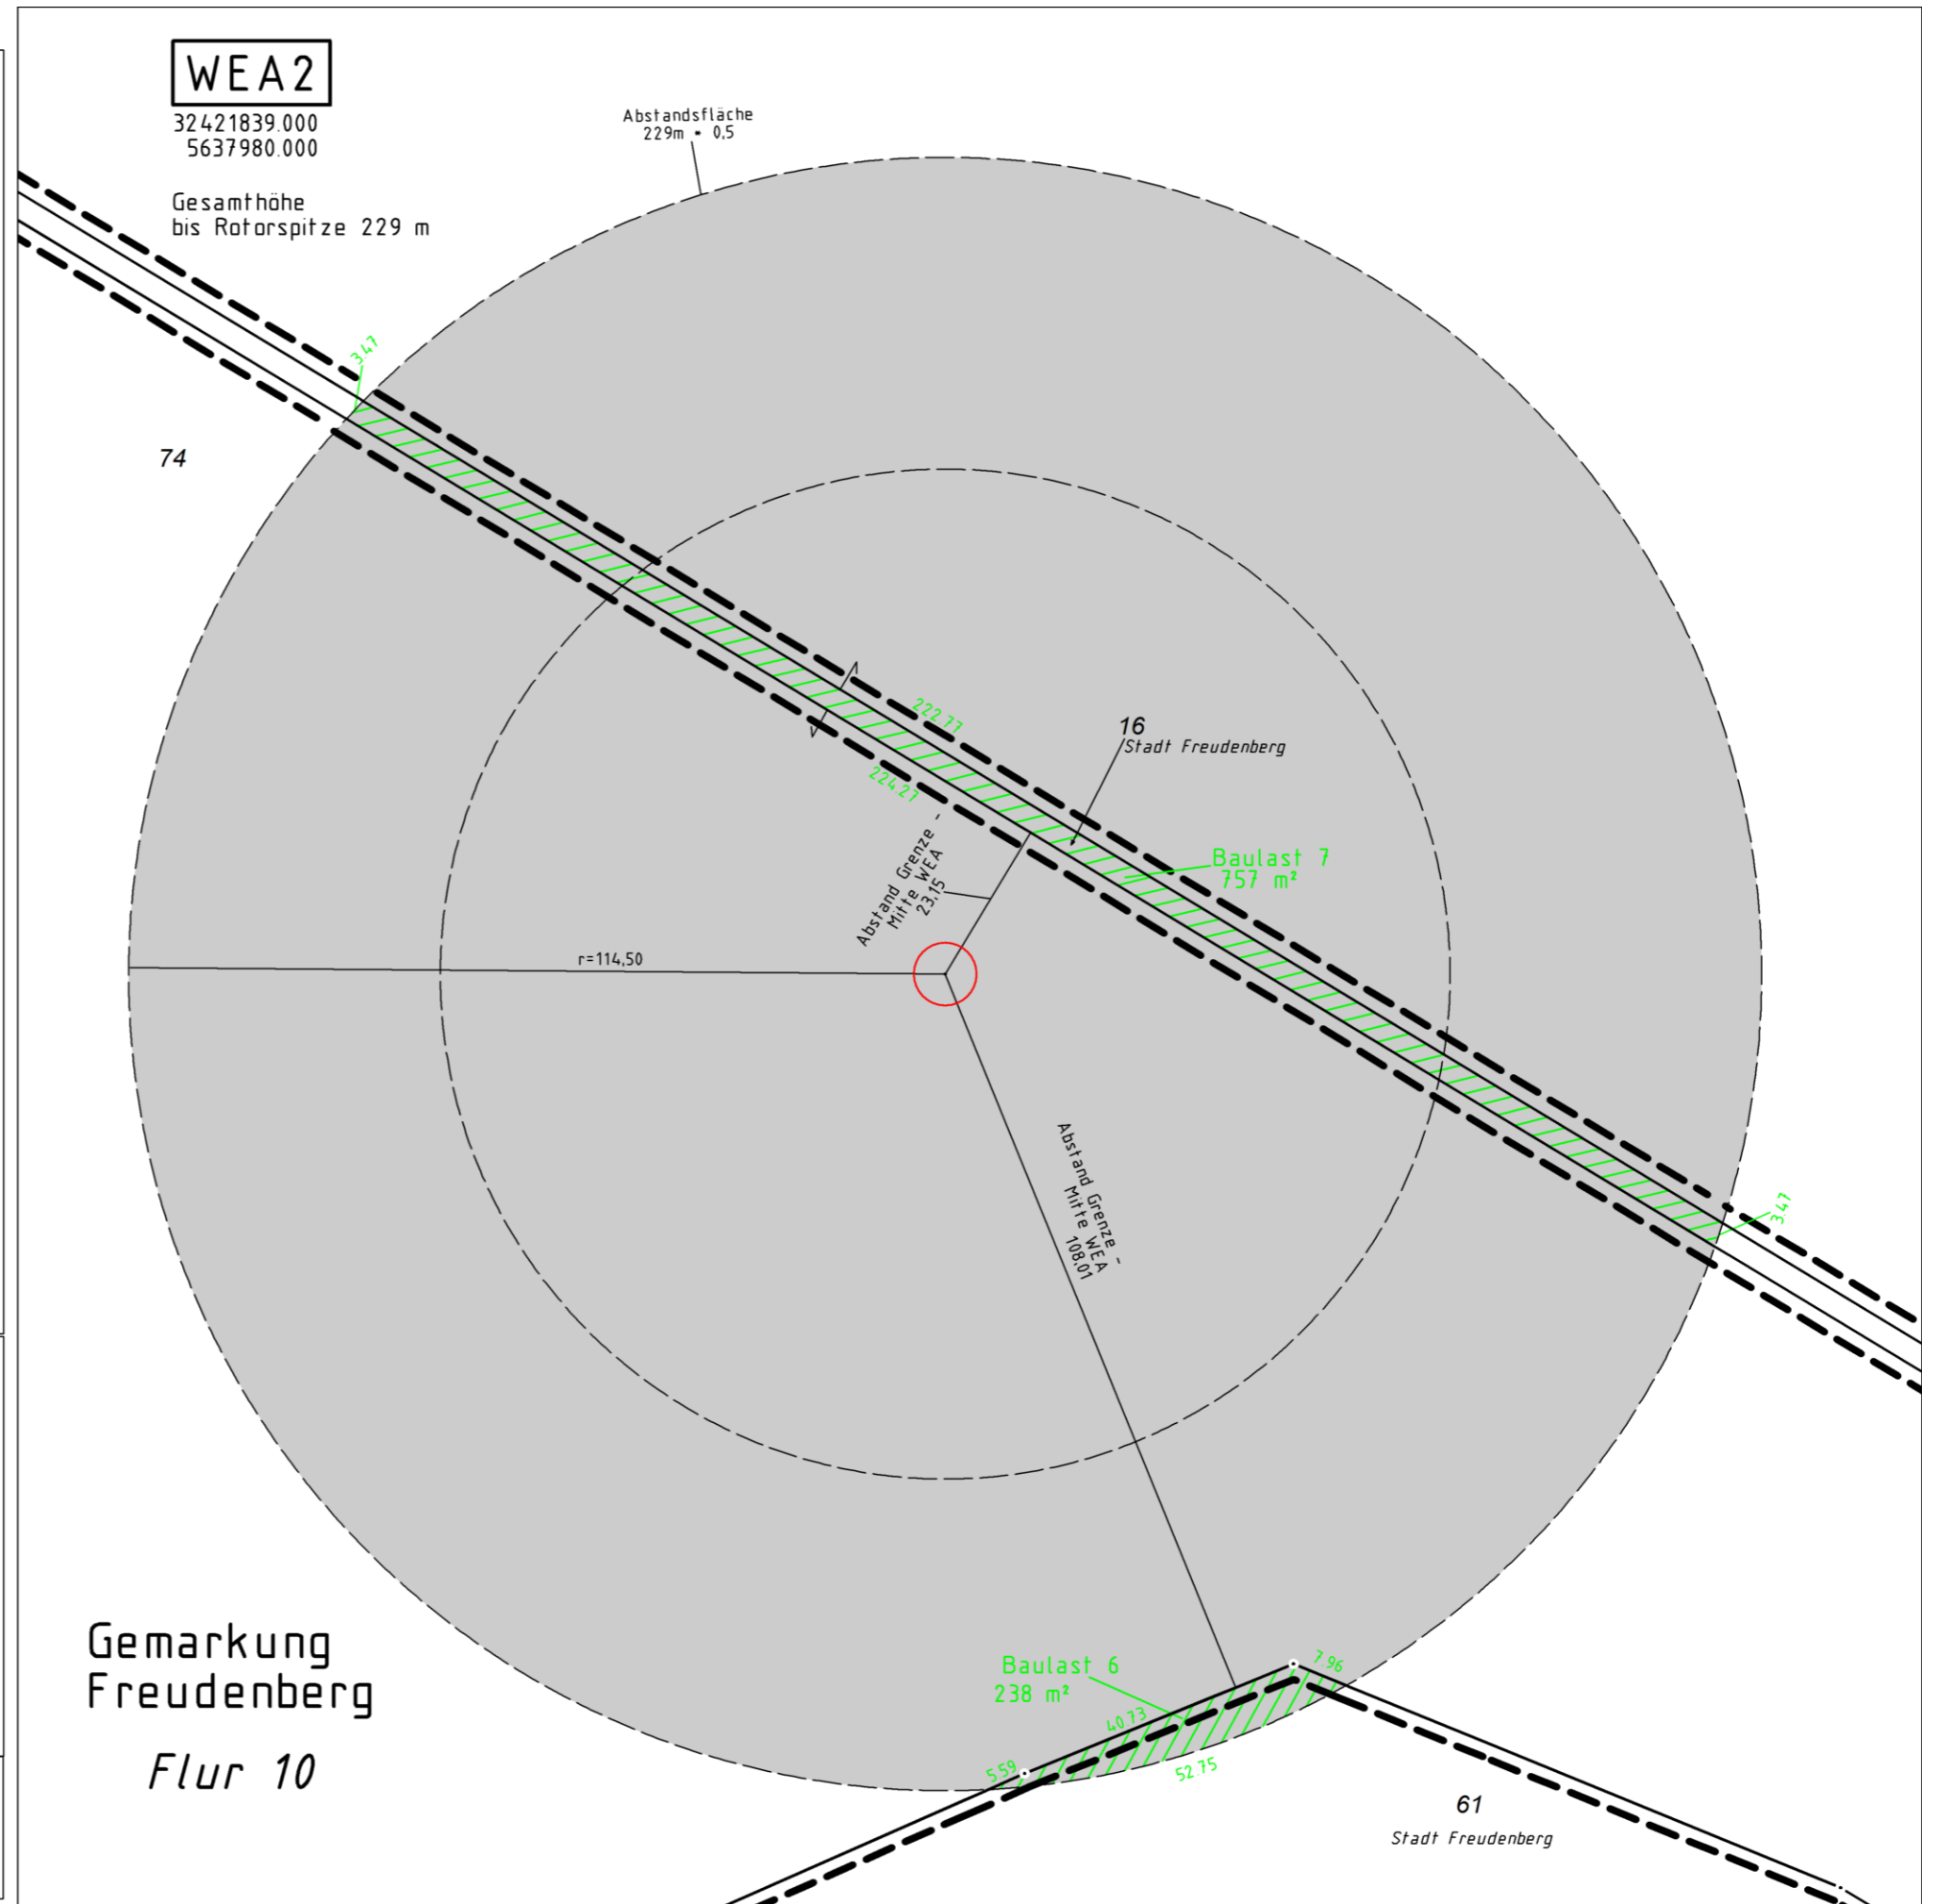 WEA2
32421839.000
5637980.000
Gesamthöhe
bis Rotorspitze 229 m
Abstandsfläche
229m * 0,5
3.47
74
222.77
224.27
16
Stadt Freudenberg
Baulast 7
757 m²
Abstand Grenze -
Mitte WEA
23,15
r=114,50
Abstand Grenze -
Mitte WEA
108,01
3.47
Gemarkung
Freudenberg
Flur 10
Baulast 6
238 m²
7.96
40.73
5.59
52.75
61
Stadt Freudenberg